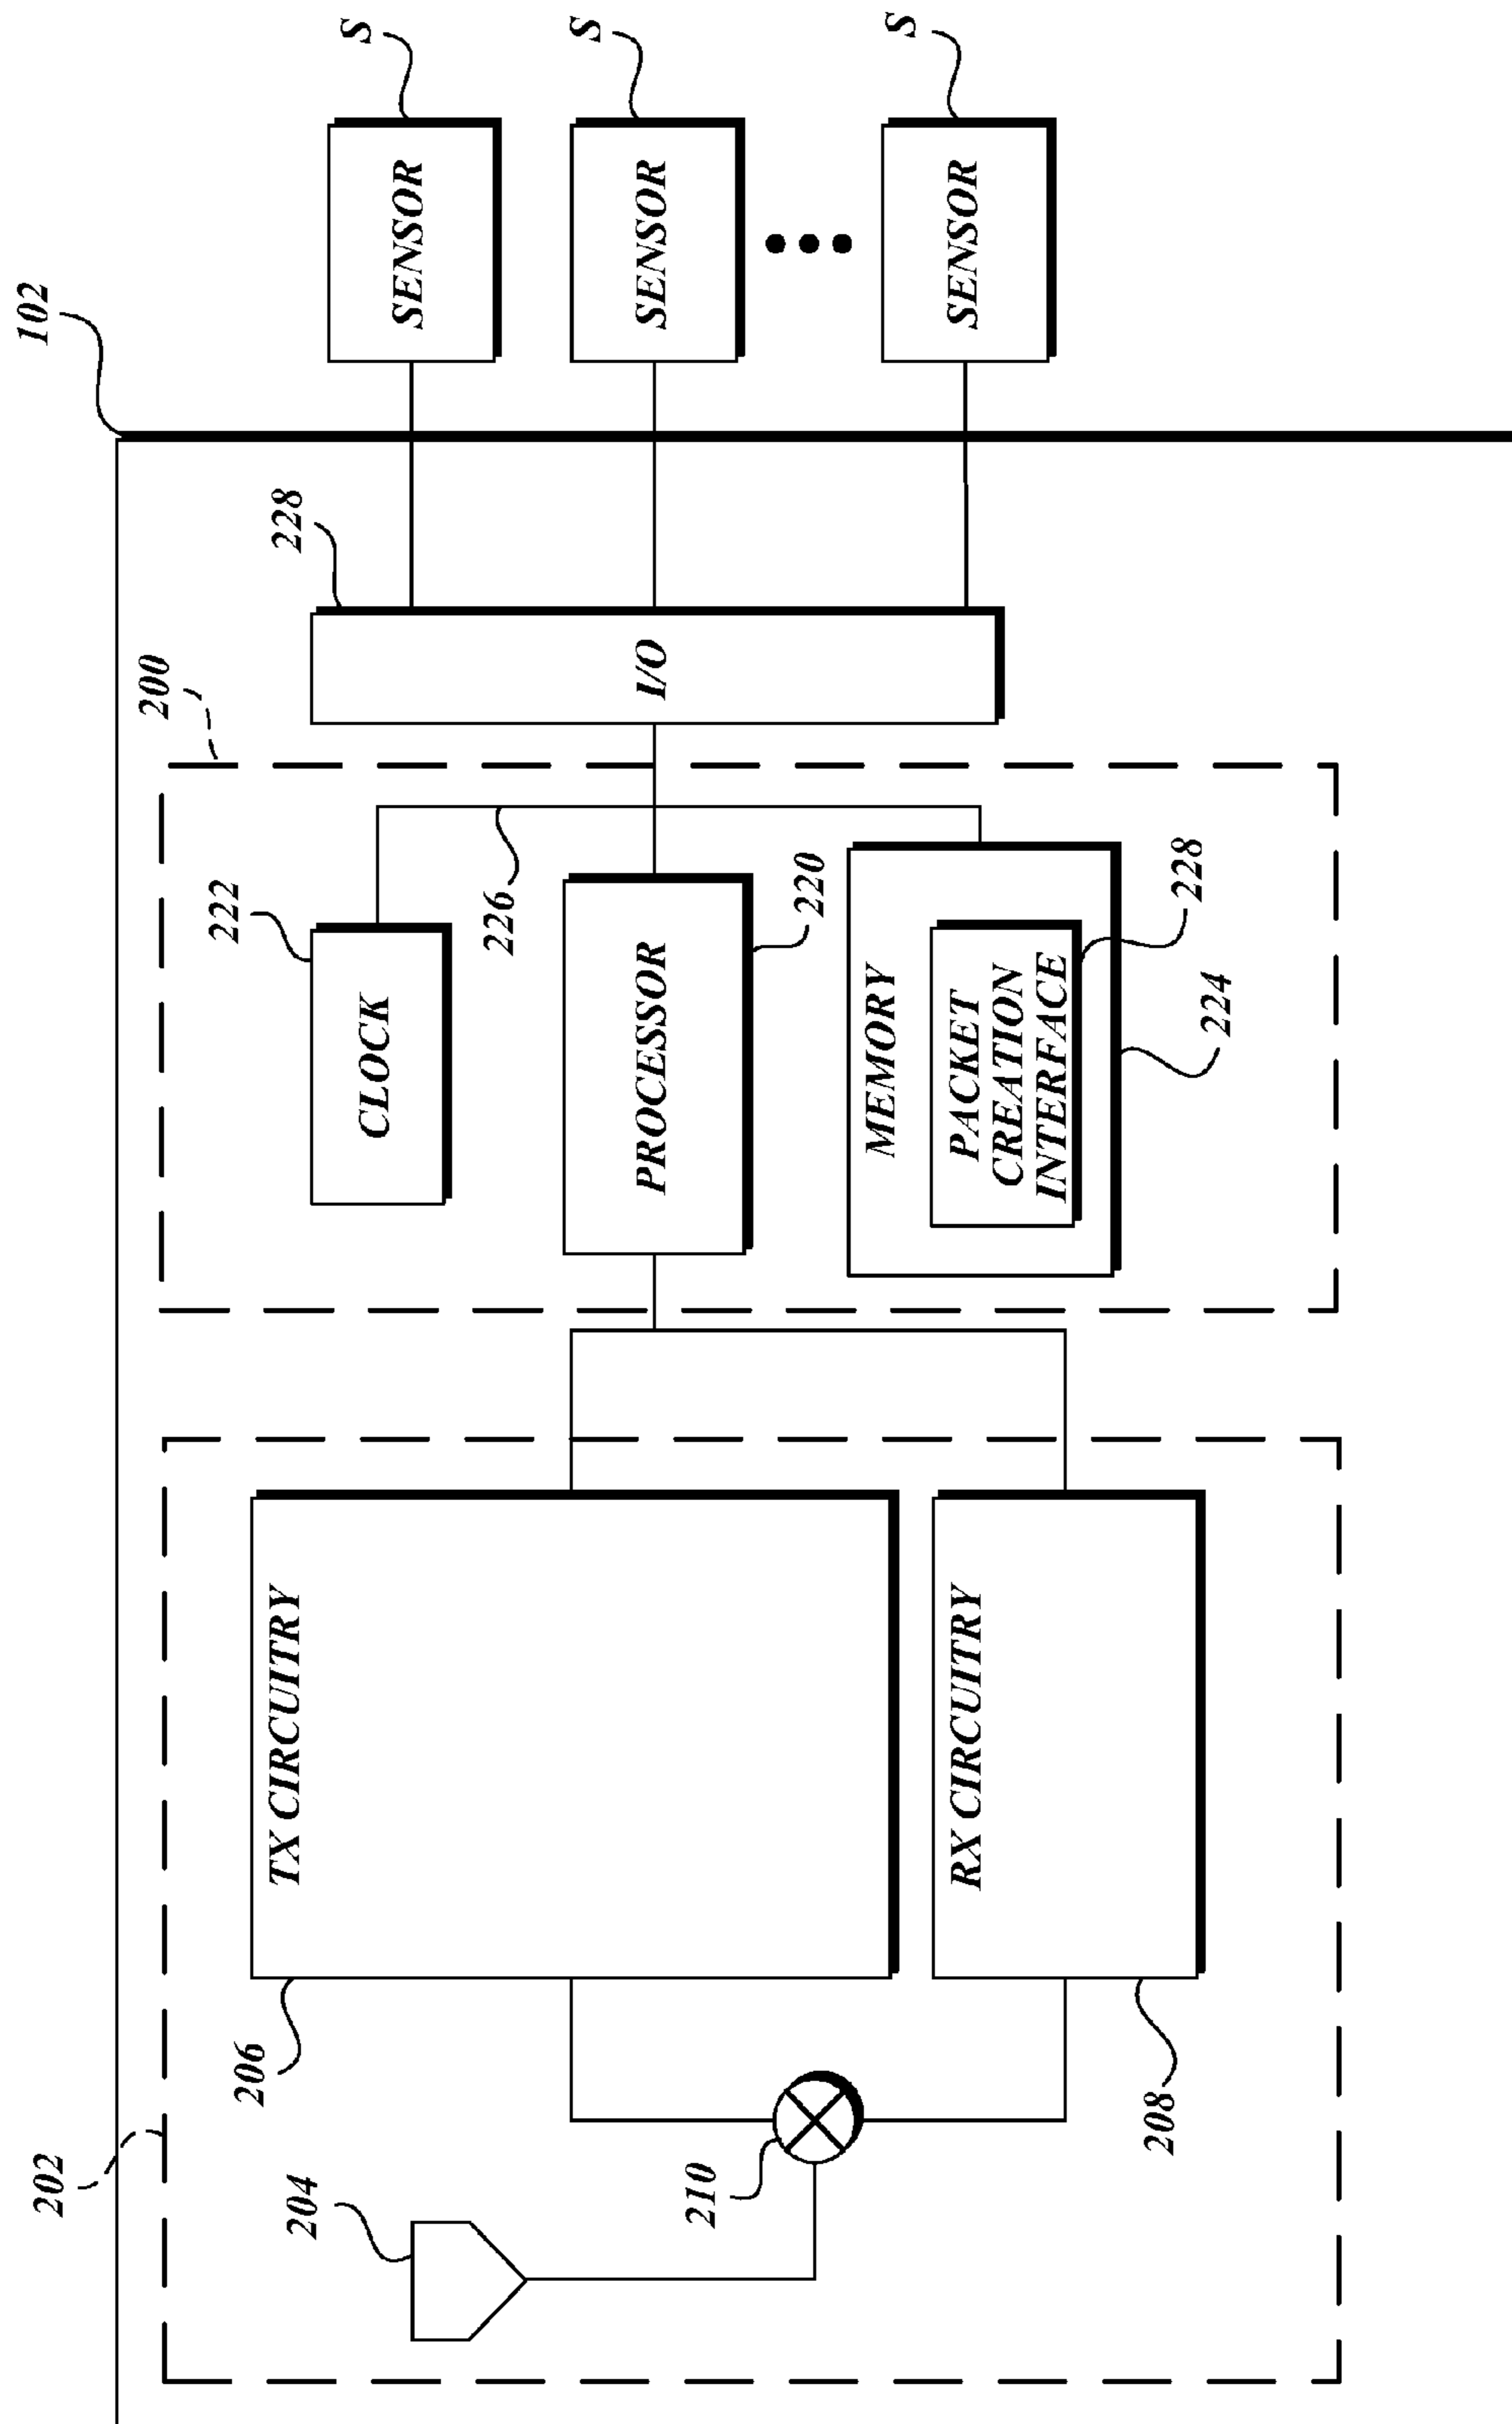 102
200
202
S
SENSOR
S
SENSOR
S
SENSOR
228
I/O
222
CLOCK
226
220
PROCESSOR
MEMORY
PACKET
CREATION
INTERFACE
228
224
TX CIRCUITRY
206
RX CIRCUITRY
208
210
204